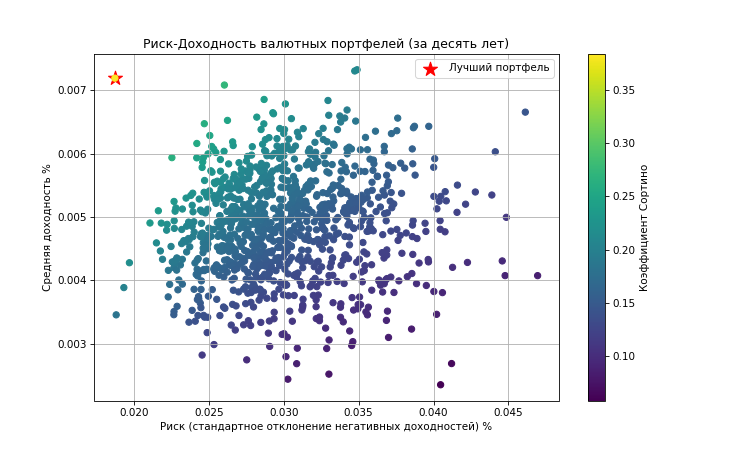 Риск-Доходность валютных портфелей (за десять лет)
Лучший портфель
0.007
0.006
0.005
0.004
0.003
Средняя доходность %
0.020 0.025 0.030 0.035 0.040 0.045
Риск (стандартное отклонение негативных доходностей) %
0.35
0.30
0.25
0.20
0.15
0.10
Коэффициент Сортино